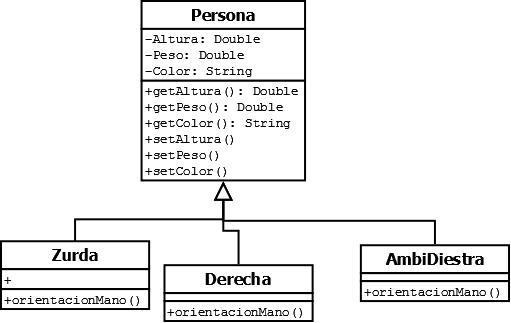 Persona
-Altura: Double
-Peso: Double
-Color: String
+getAltura(): Double
+getPeso(): Double
+getColor(): String
+setAltura()
+setPeso()
+setColor()
Zurda
+
+orientacionMano()
Derecha
+orientacionMano()
AmbiDiestra
+orientacionMano()